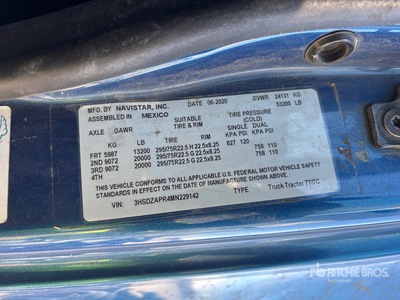 MFG. BY NAVISTAR, INC. DATE 06-2020 GVWR 24131 KG
ASSEMBLED IN MEXICO 53200 LB
SUITABLE TIRE PRESSURE
AXLE GAWR TIRE & RIM (COLD)
KG LB TIRE RIM SINGLE DUAL
KPA PSI KPA PSI
FRT 5987 13200 295/75R22.5 H 22.5x8.25 827 120
2ND 9072 20000 295/75R22.5 G 22.5x8.25 758 110
3RD 9072 20000 295/75R22.5 G 22.5x8.25 758 110
4TH
THIS VEHICLE CONFORMS TO ALL APPLICABLE U.S. FEDERAL MOTOR VEHICLE SAFETY
STANDARDS IN EFFECT ON THE DATE OF MANUFACTURE SHOWN ABOVE.
VIN: 3HSDZAPR4MN229142 TYPE Truck Tractor TT/TC
Ritchie Bros.